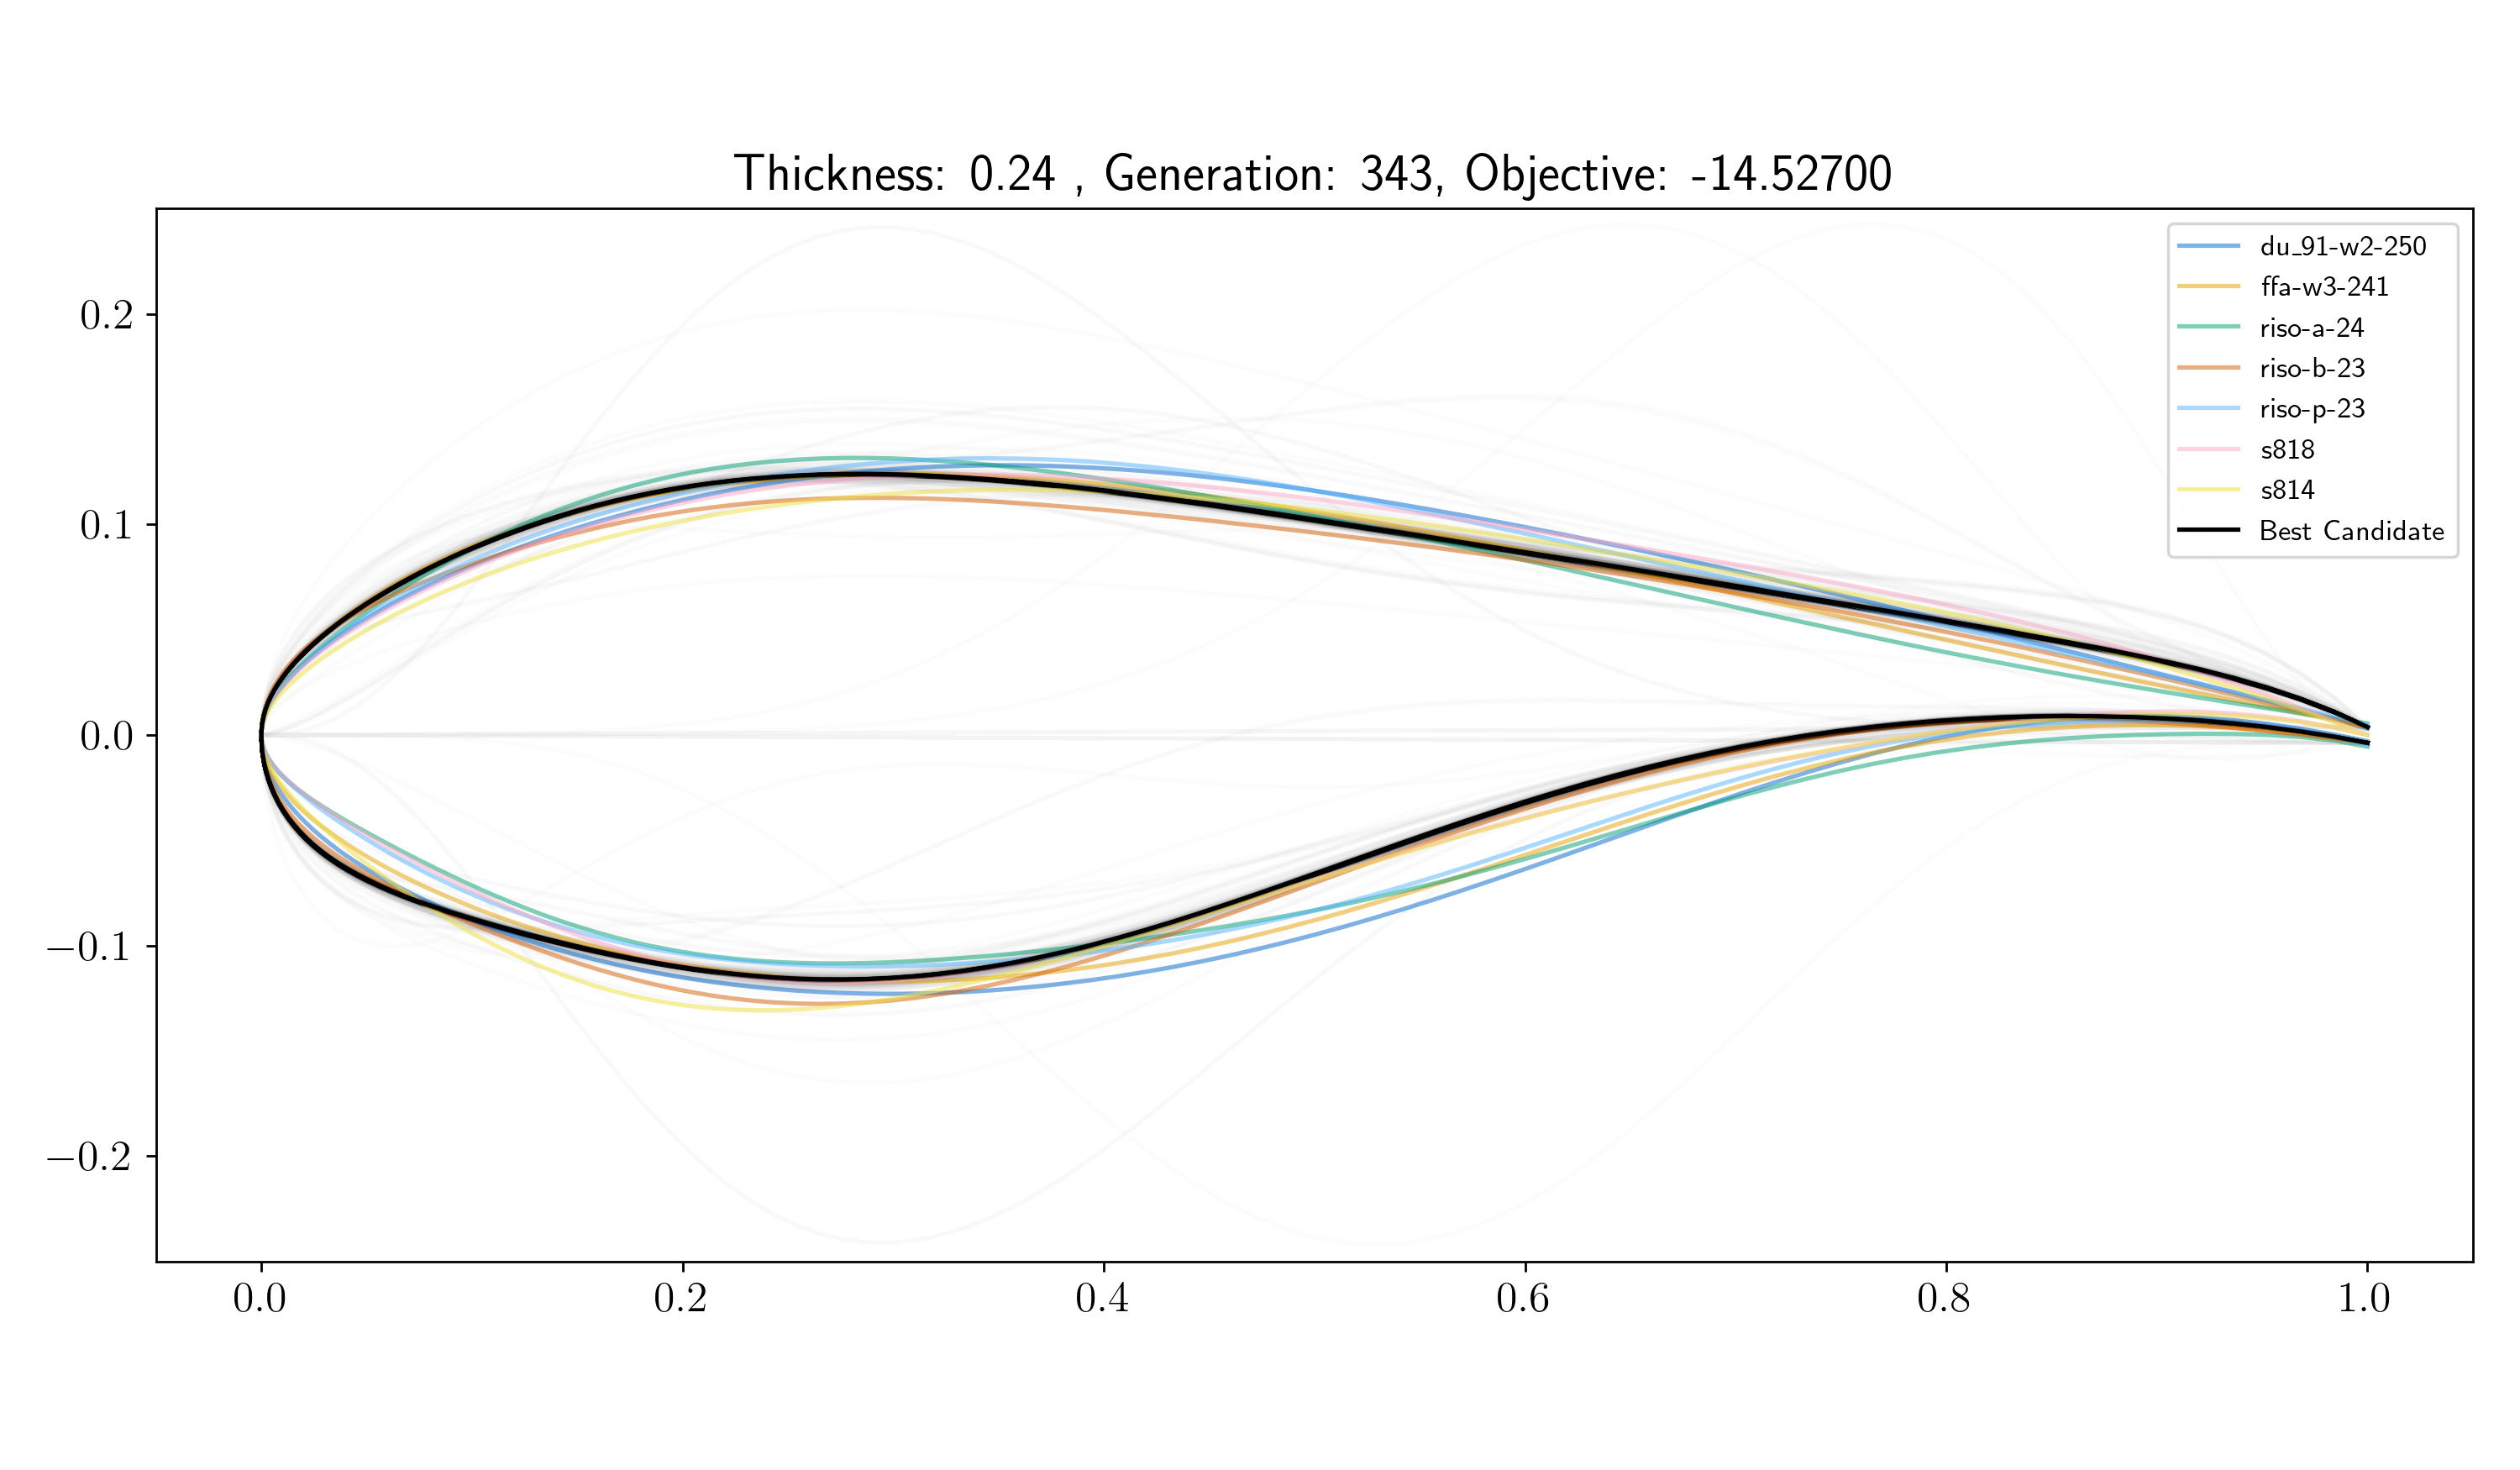 Thickness: 0.24 , Generation: 343, Objective: -14.52700
du_91-w2-250
ffa-w3-241
riso-a-24
riso-b-23
riso-p-23
s818
s814
Best Candidate
0.2
0.1
0.0
−0.1
−0.2
0.0 0.2 0.4 0.6 0.8 1.0